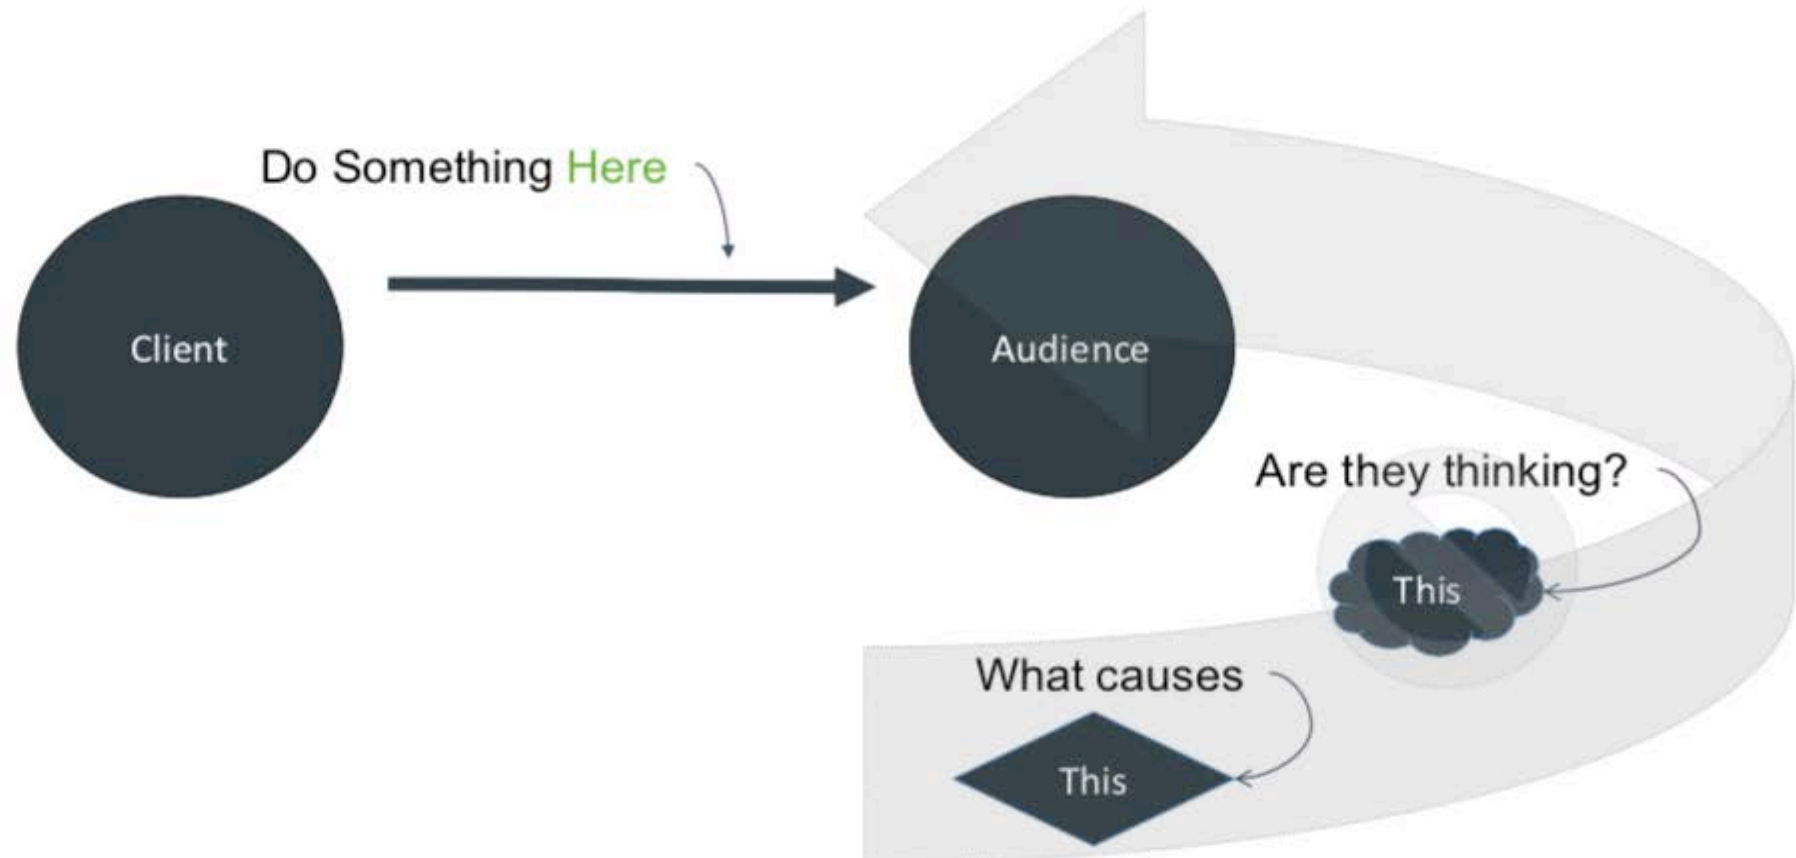 Do Something Here
Client
Audience
Are they thinking?
This
What causes
This